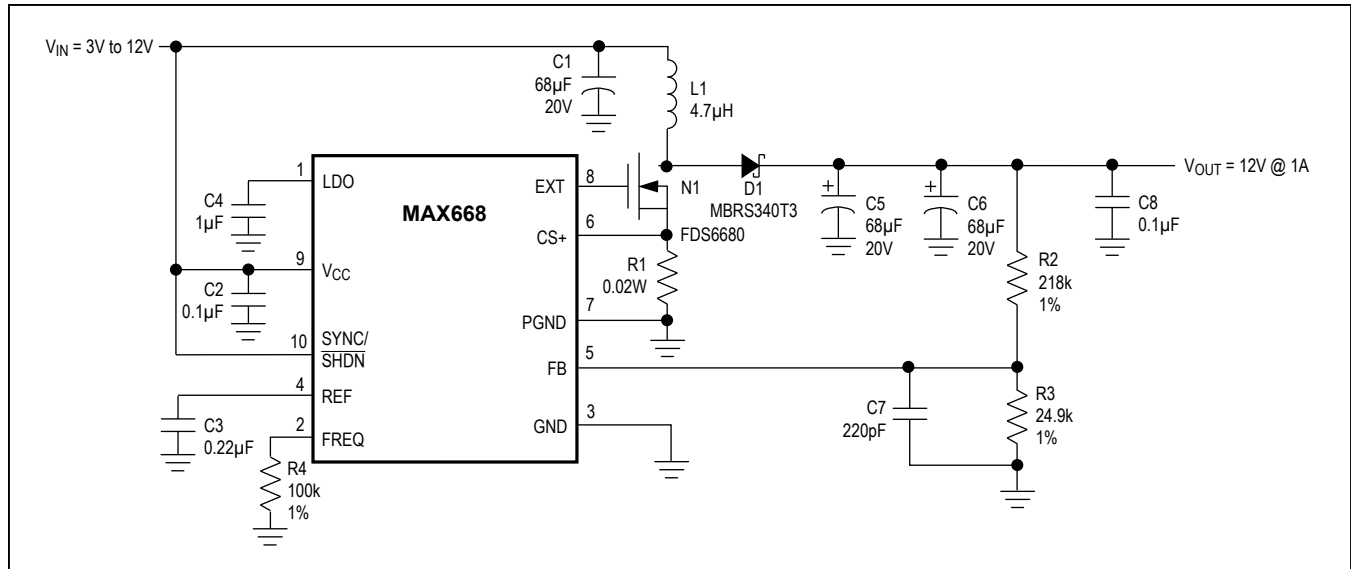 V_IN = 3V to 12V
C1
68µF
20V
L1
4.7µH
1
LDO
C4
1µF
MAX668
8
EXT
N1
FDS6680
D1
MBRS340T3
C5
68µF
20V
C6
68µF
20V
C8
0.1µF
V_OUT = 12V @ 1A
6
CS+
9
V_CC
C2
0.1µF
R1
0.02W
R2
218k
1%
7
PGND
10
SYNC/
SHDN
5
FB
4
REF
C3
0.22µF
C7
220pF
R3
24.9k
1%
3
GND
2
FREQ
R4
100k
1%
+
+